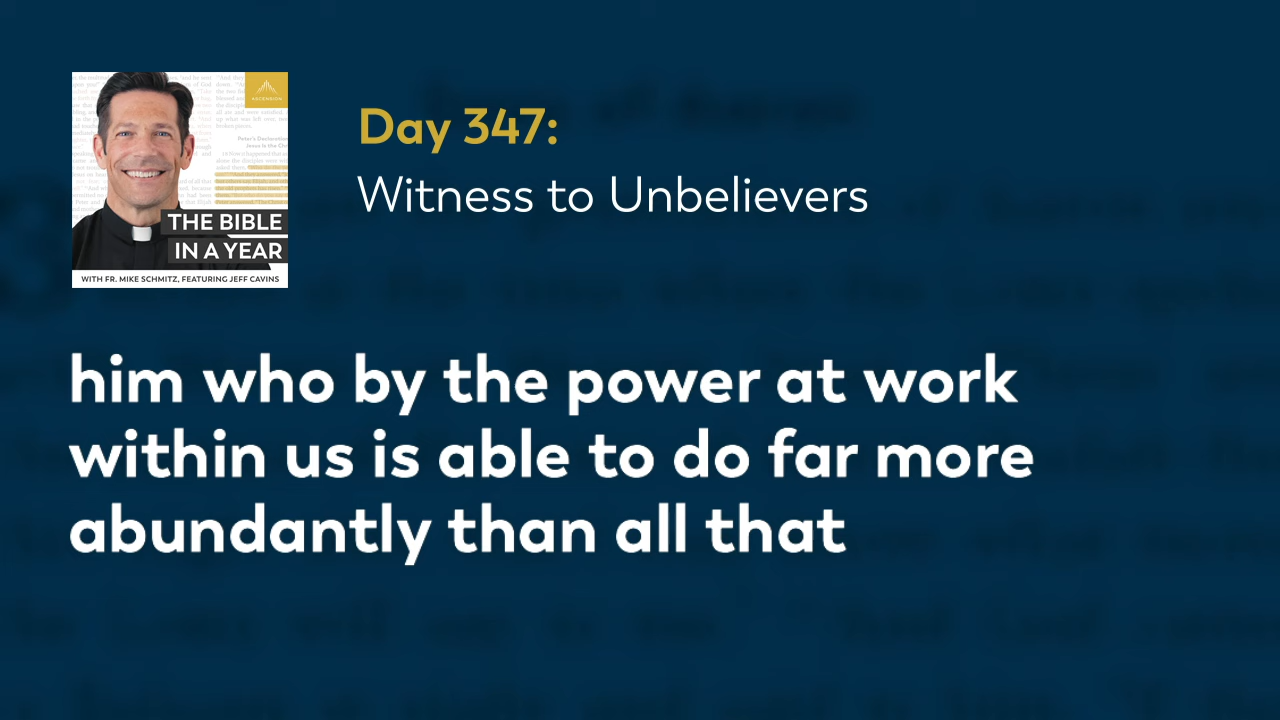 ASCENSION
THE BIBLE
IN A YEAR
WITH FR. MIKE SCHMITZ, FEATURING JEFF CAVINS
Day 347:
Witness to Unbelievers
him who by the power at work
within us is able to do far more
abundantly than all that